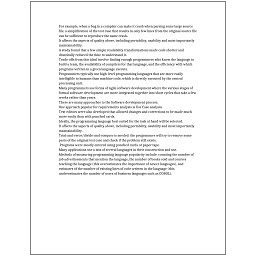 For example, when a bug in a compiler can make it crash when parsing some large source
file, a simplification of the test case that results in only few lines from the original source file
can be sufficient to reproduce the same crash.
It affects the aspects of quality above, including portability, usability and most importantly
maintainability.
A study found that a few simple readability transformations made code shorter and
drastically reduced the time to understand it.
Trade-offs from this ideal involve finding enough programmers who know the language to
build a team, the availability of compilers for that language, and the efficiency with which
programs written in a given language execute.
Programmers typically use high-level programming languages that are more easily
intelligible to humans than machine code, which is directly executed by the central
processing unit.
Many programmers use forms of Agile software development where the various stages of
formal software development are more integrated together into short cycles that take a few
weeks rather than years.
There are many approaches to the Software development process.
One approach popular for requirements analysis is Use Case analysis.
Text editors were also developed that allowed changes and corrections to be made much
more easily than with punched cards.
Ideally, the programming language best suited for the task at hand will be selected.
It affects the aspects of quality above, including portability, usability and most importantly
maintainability.
Trial-and-error/divide-and-conquer is needed: the programmer will try to remove some
parts of the original test case and check if the problem still exists.
Programs were mostly entered using punched cards or paper tape.
Many applications use a mix of several languages in their construction and use.
Methods of measuring programming language popularity include: counting the number of
job advertisements that mention the language, the number of books sold and courses
teaching the language (this overestimates the importance of newer languages), and
estimates of the number of existing lines of code written in the language (this
underestimates the number of users of business languages such as COBOL).